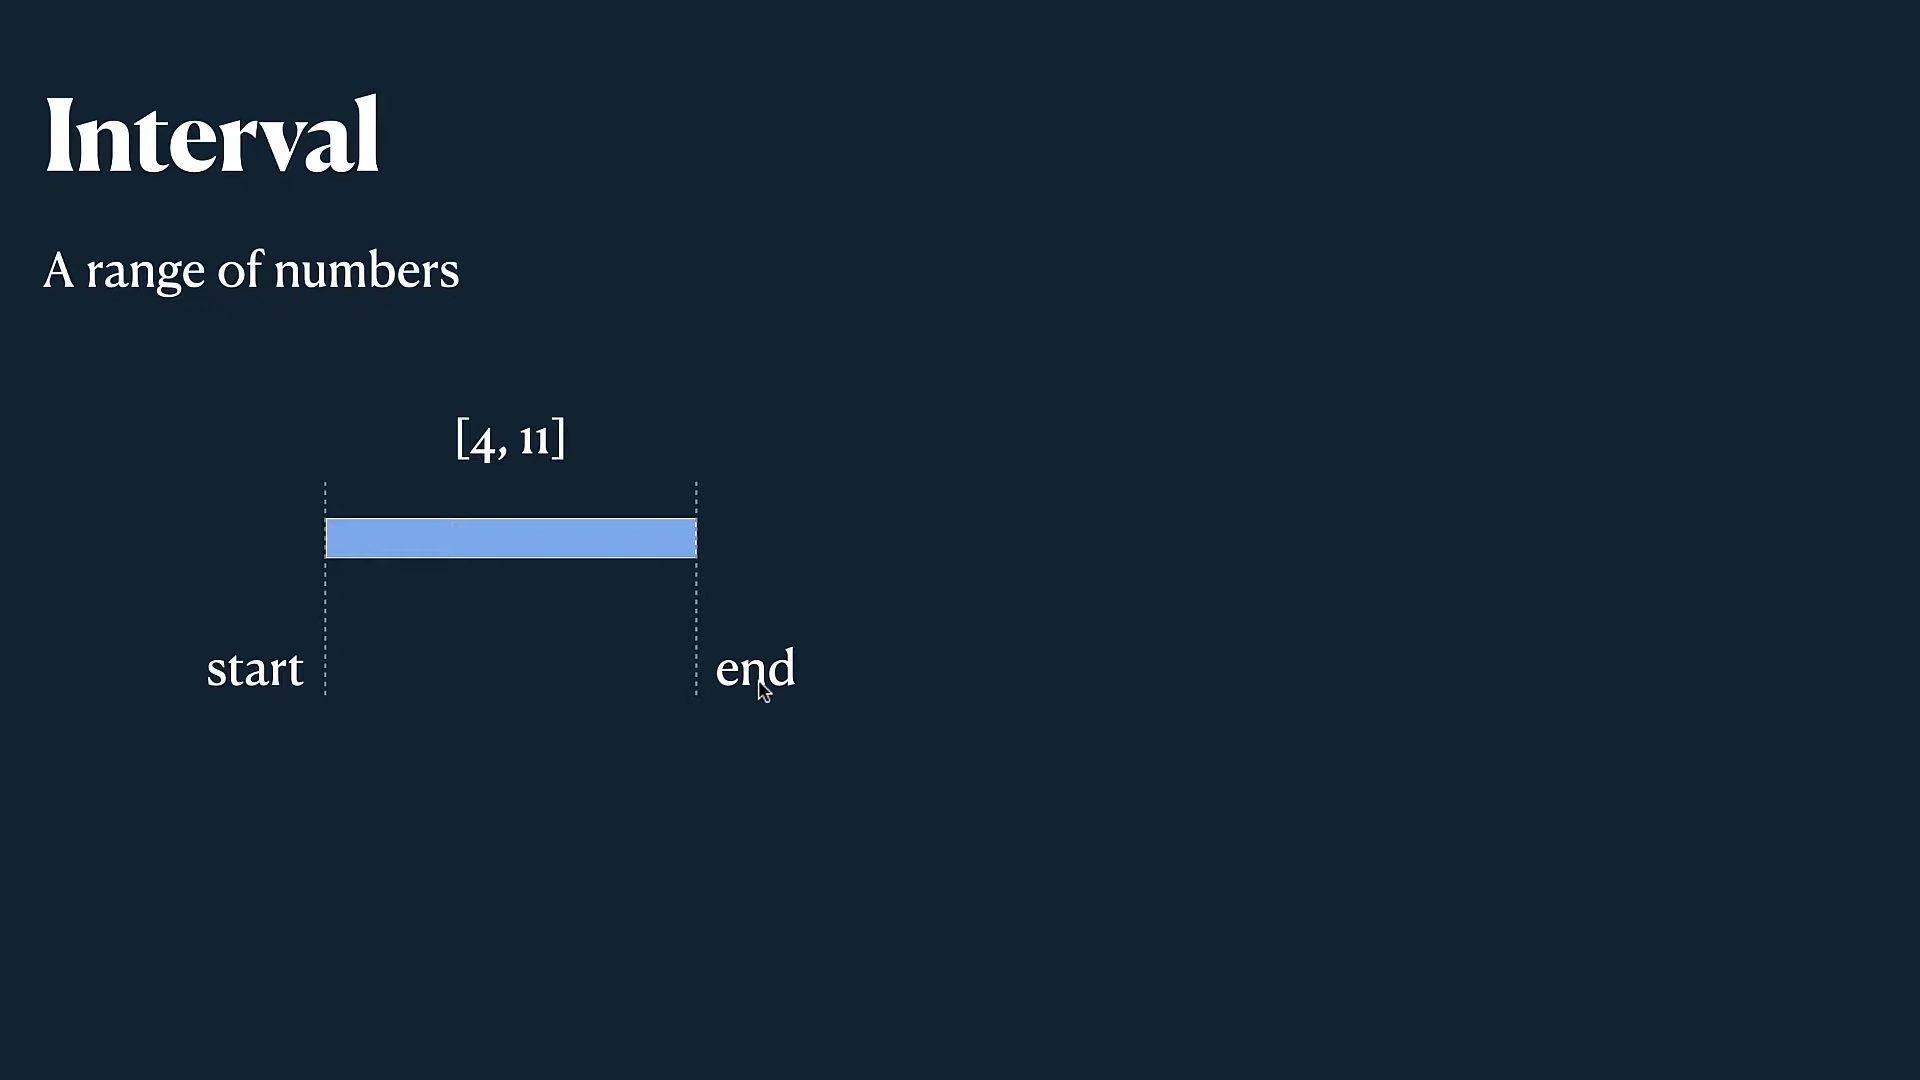 Interval
A range of numbers
[4, 11]
start end